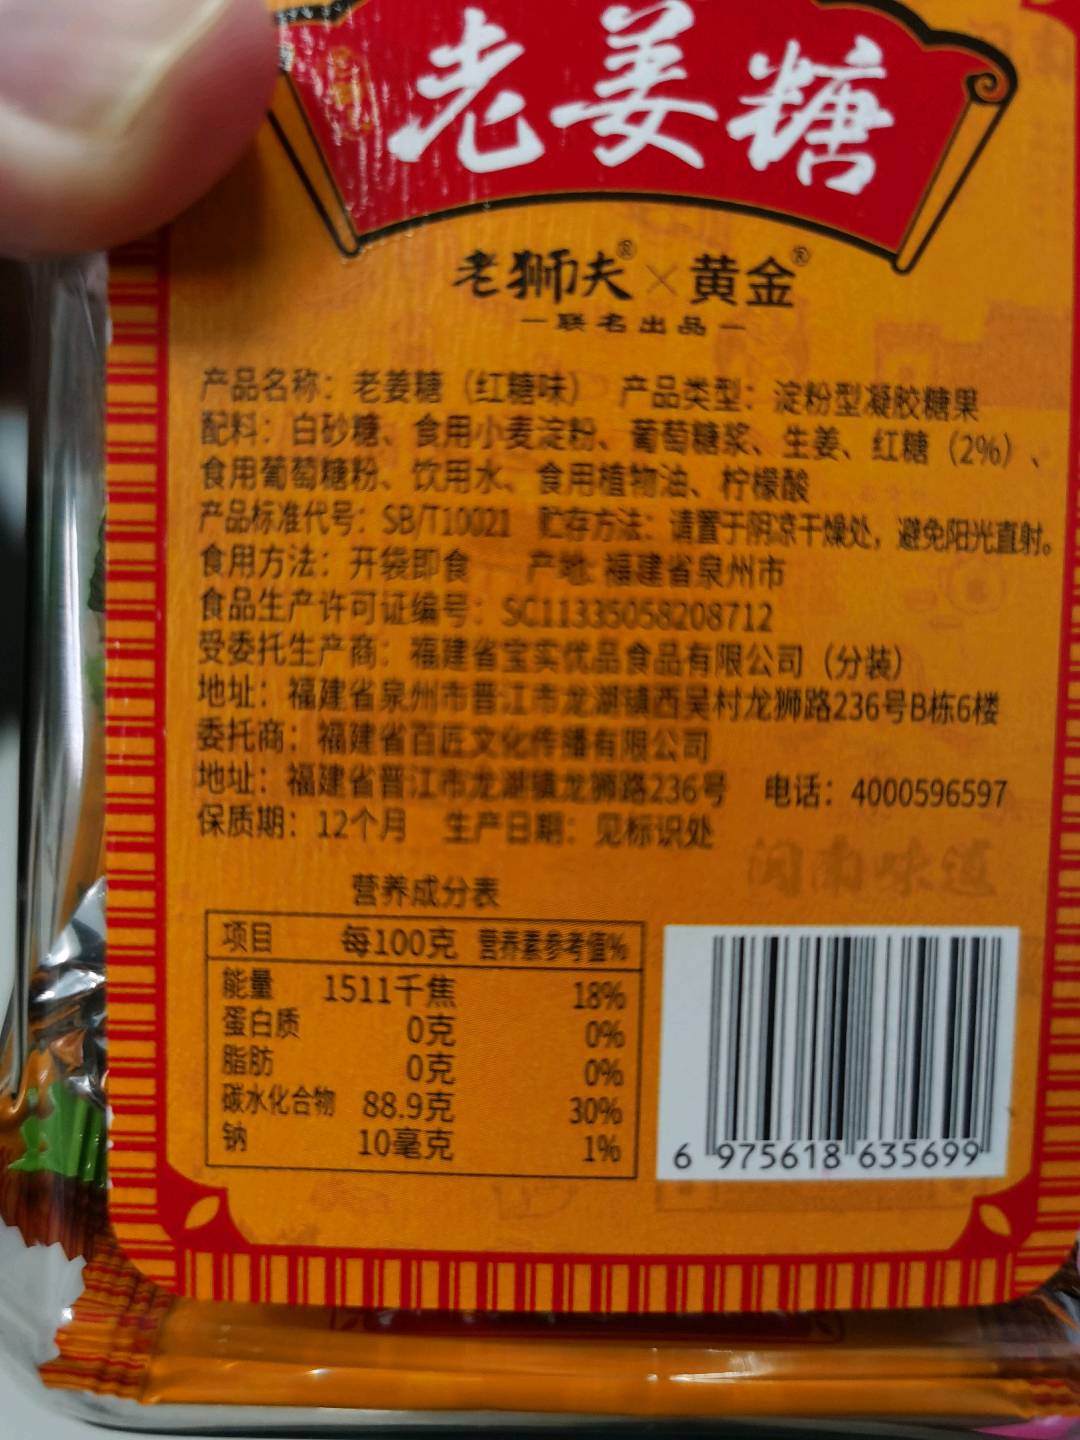 老姜糖
老狮夫® × 黄金®
一联名出品一
产品名称：老姜糖（红糖味） 产品类型：淀粉型凝胶糖果
配料：白砂糖、食用小麦淀粉、葡萄糖浆、生姜、红糖（2%）、
食用葡萄糖粉、饮用水、食用植物油、柠檬酸
产品标准代号：SB/T10021 贮存方法：请置于阴凉干燥处，避免阳光直射。
食用方法：开袋即食 产地:福建省泉州市
食品生产许可证编号：SC11335058208712
受委托生产商：福建省宝实优品食品有限公司（分装）
地址：福建省泉州市晋江市龙湖镇西吴村龙狮路236号B栋6楼
委托商：福建省百匠文化传播有限公司
地址：福建省晋江市龙湖镇龙狮路236号 电话：4000596597
保质期：12个月 生产日期：见标识处
闽南味道
营养成分表
项目 每100克 营养素参考值%
能量 1511千焦 18%
蛋白质 0克 0%
脂肪 0克 0%
碳水化合物 88.9克 30%
钠 10毫克 1%
6 975618 635699